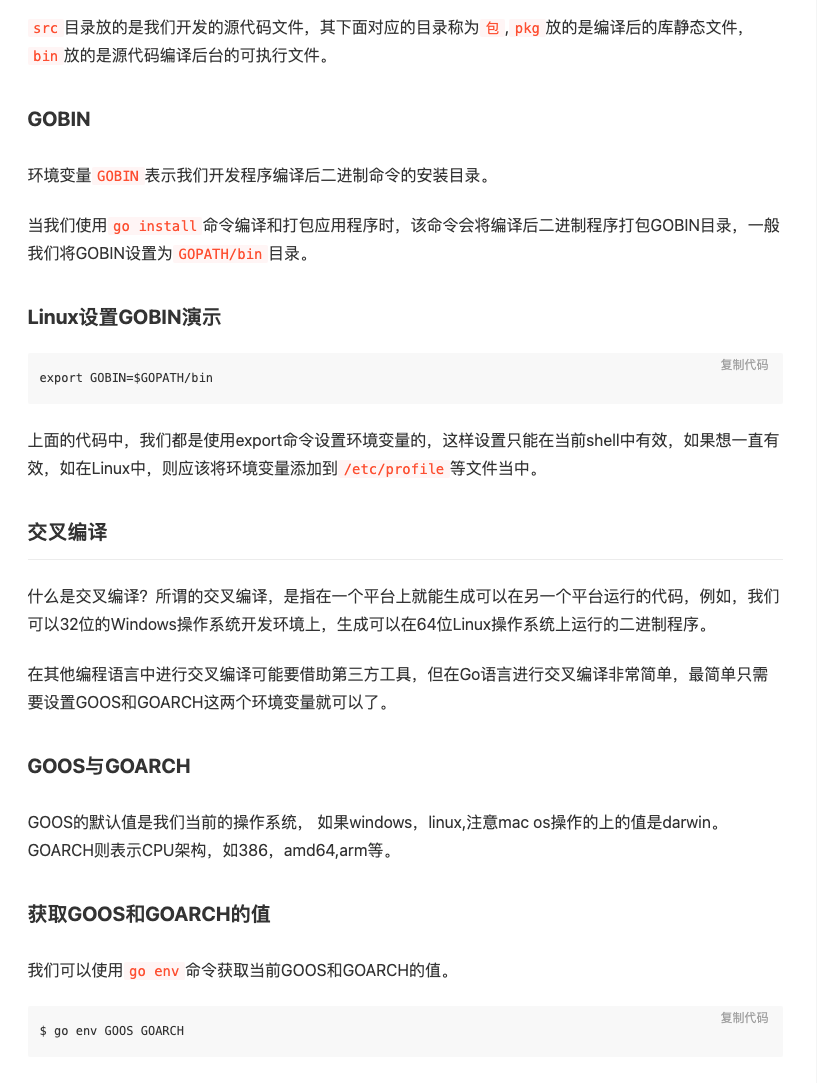 src 目录放的是我们开发的源代码文件，其下面对应的目录称为 包 , pkg 放的是编译后的库静态文件，
bin 放的是源代码编译后台的可执行文件。
GOBIN
环境变量 GOBIN 表示我们开发程序编译后二进制命令的安装目录。
当我们使用 go install 命令编译和打包应用程序时，该命令会将编译后二进制程序打包GOBIN目录，一般
我们将GOBIN设置为 GOPATH/bin 目录。
Linux设置GOBIN演示
复制代码
export GOBIN=$GOPATH/bin
上面的代码中，我们都是使用export命令设置环境变量的，这样设置只能在当前shell中有效，如果想一直有
效，如在Linux中，则应该将环境变量添加到 /etc/profile 等文件当中。
交叉编译
什么是交叉编译？所谓的交叉编译，是指在一个平台上就能生成可以在另一个平台运行的代码，例如，我们
可以32位的Windows操作系统开发环境上，生成可以在64位Linux操作系统上运行的二进制程序。
在其他编程语言中进行交叉编译可能要借助第三方工具，但在Go语言进行交叉编译非常简单，最简单只需
要设置GOOS和GOARCH这两个环境变量就可以了。
GOOS与GOARCH
GOOS的默认值是我们当前的操作系统， 如果windows，linux,注意mac os操作的上的值是darwin。
GOARCH则表示CPU架构，如386，amd64,arm等。
获取GOOS和GOARCH的值
我们可以使用 go env 命令获取当前GOOS和GOARCH的值。
复制代码
$ go env GOOS GOARCH